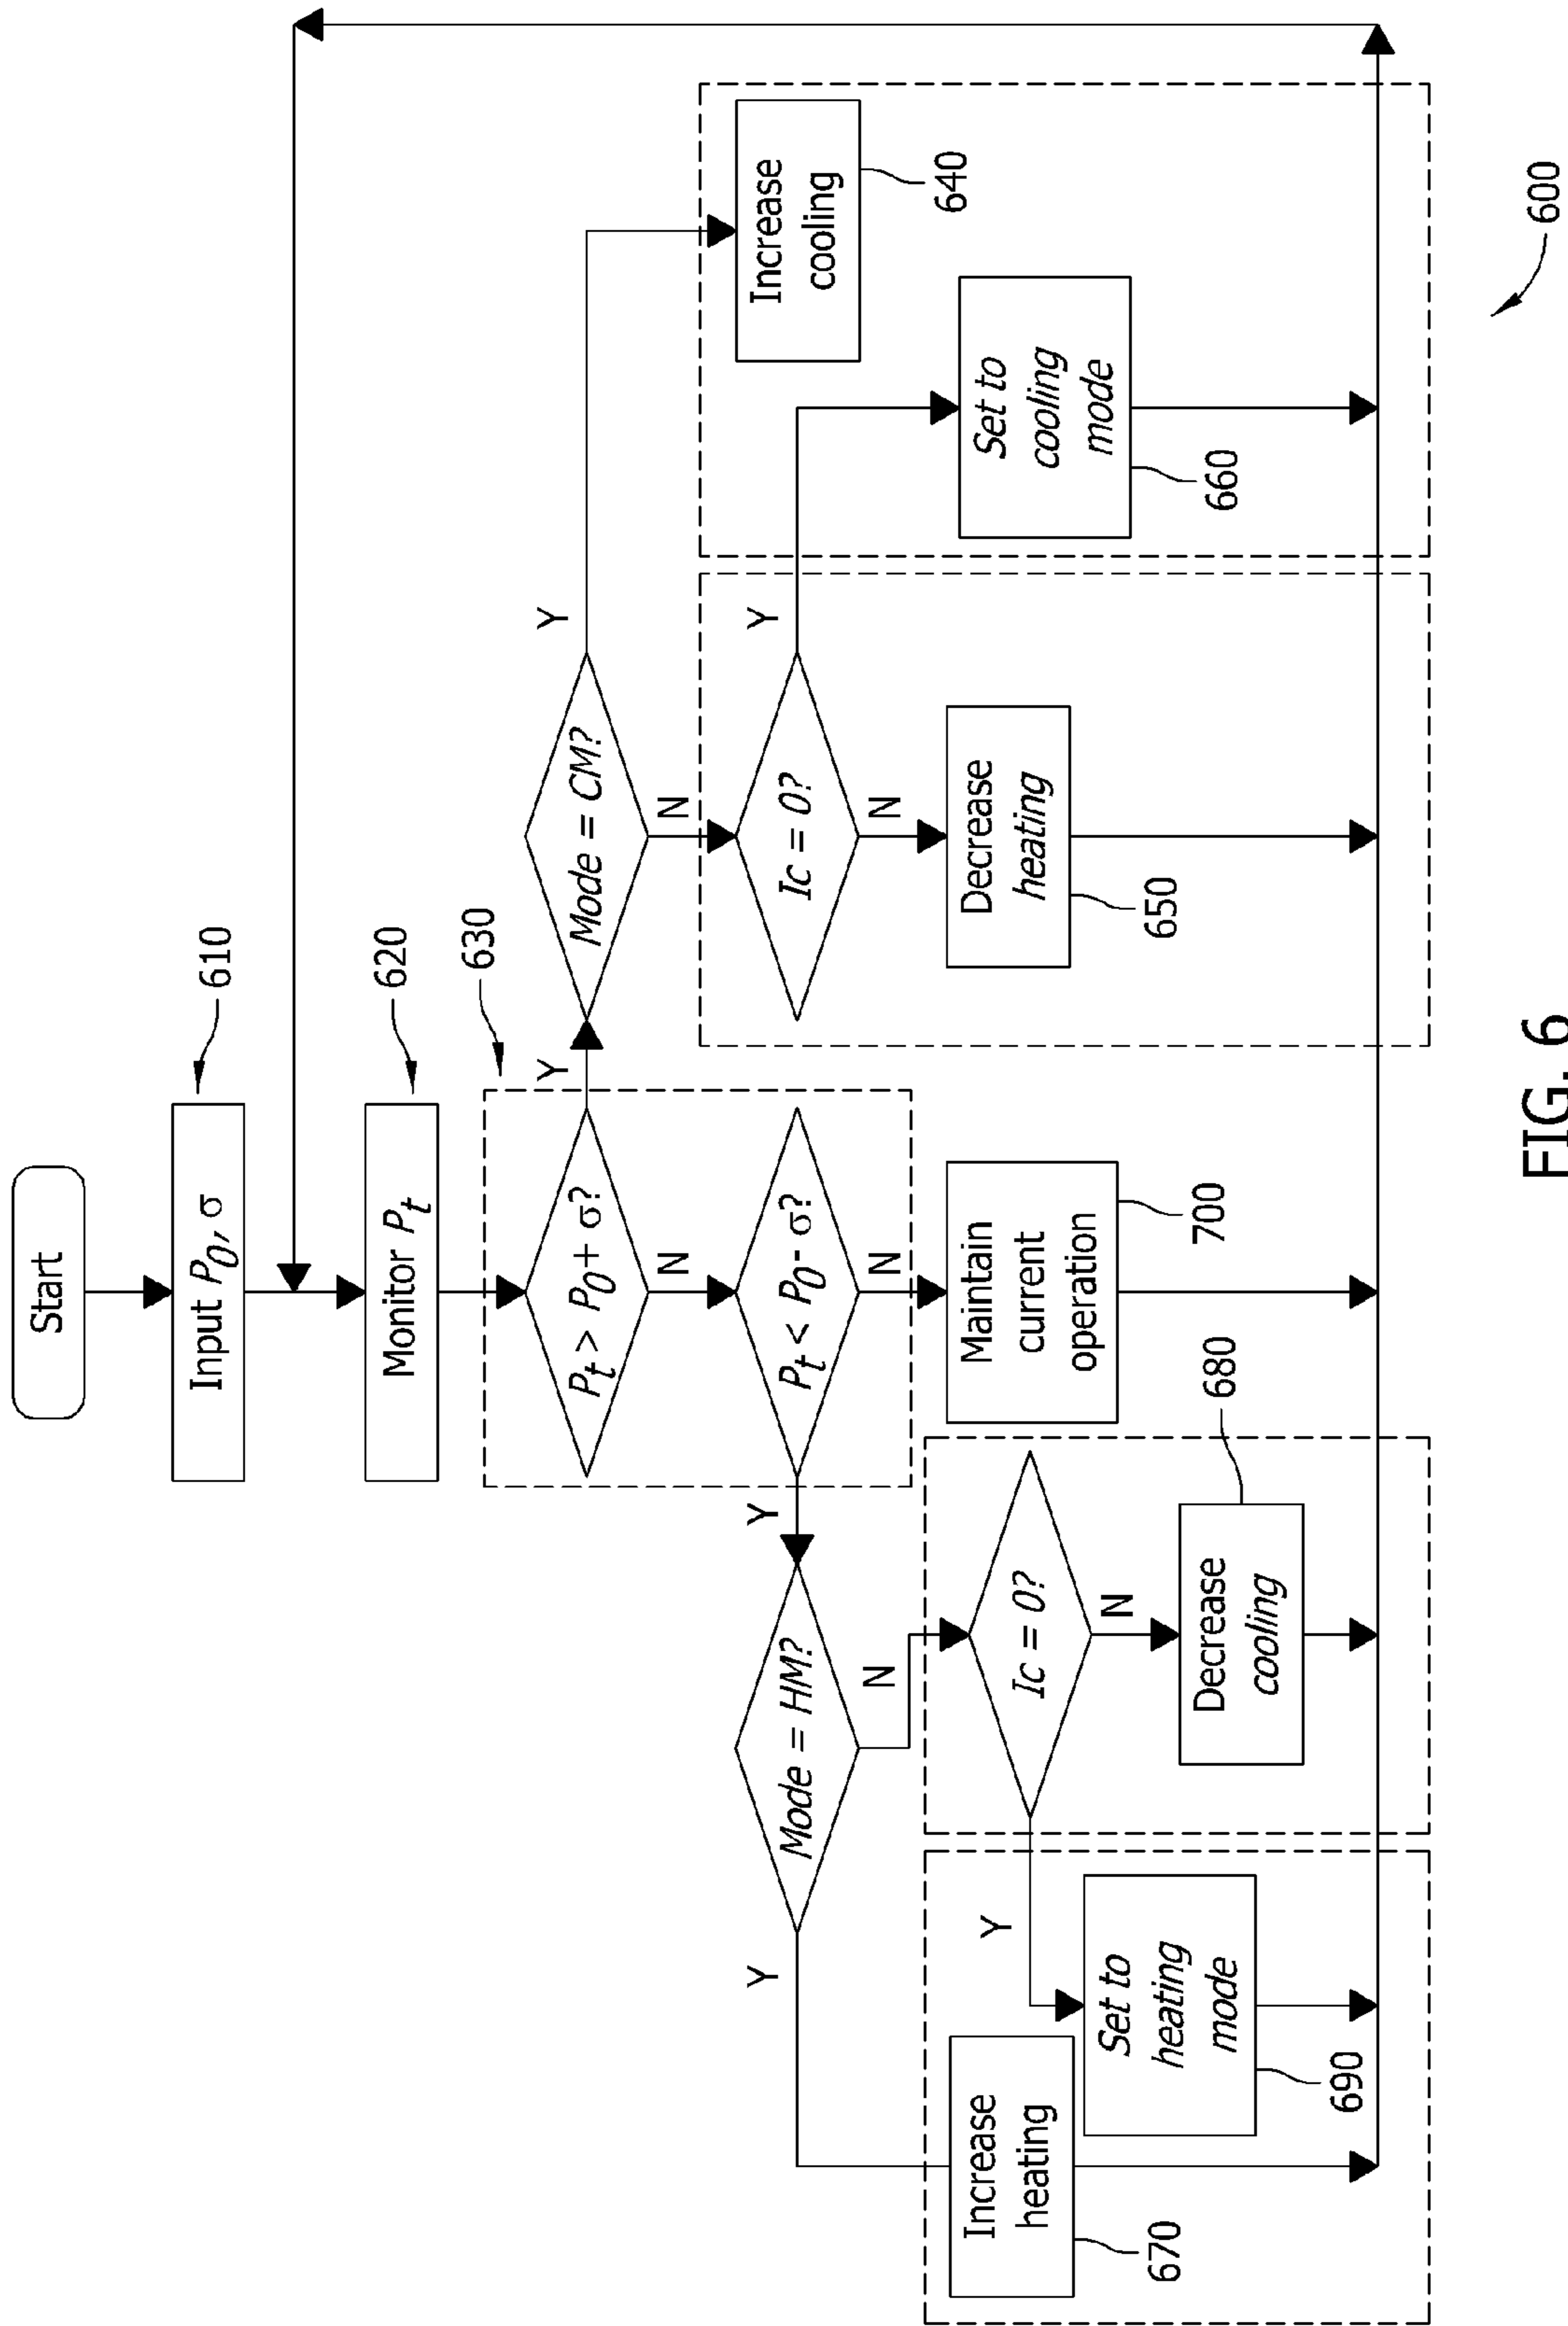 Start
Input P0, σ
610
Monitor Pt
620
630
Pt > P0 + σ?
Y
N
Mode = CM?
Y
N
Pt < P0 - σ?
Y
N
Mode = HM?
Y
N
Ic = 0?
Y
N
Increase
cooling
640
Set to
cooling
mode
660
Decrease
heating
650
Maintain
current
operation
700
Ic = 0?
Y
N
Decrease
cooling
680
Increase
heating
670
Set to
heating
mode
690
600
FIG. 6